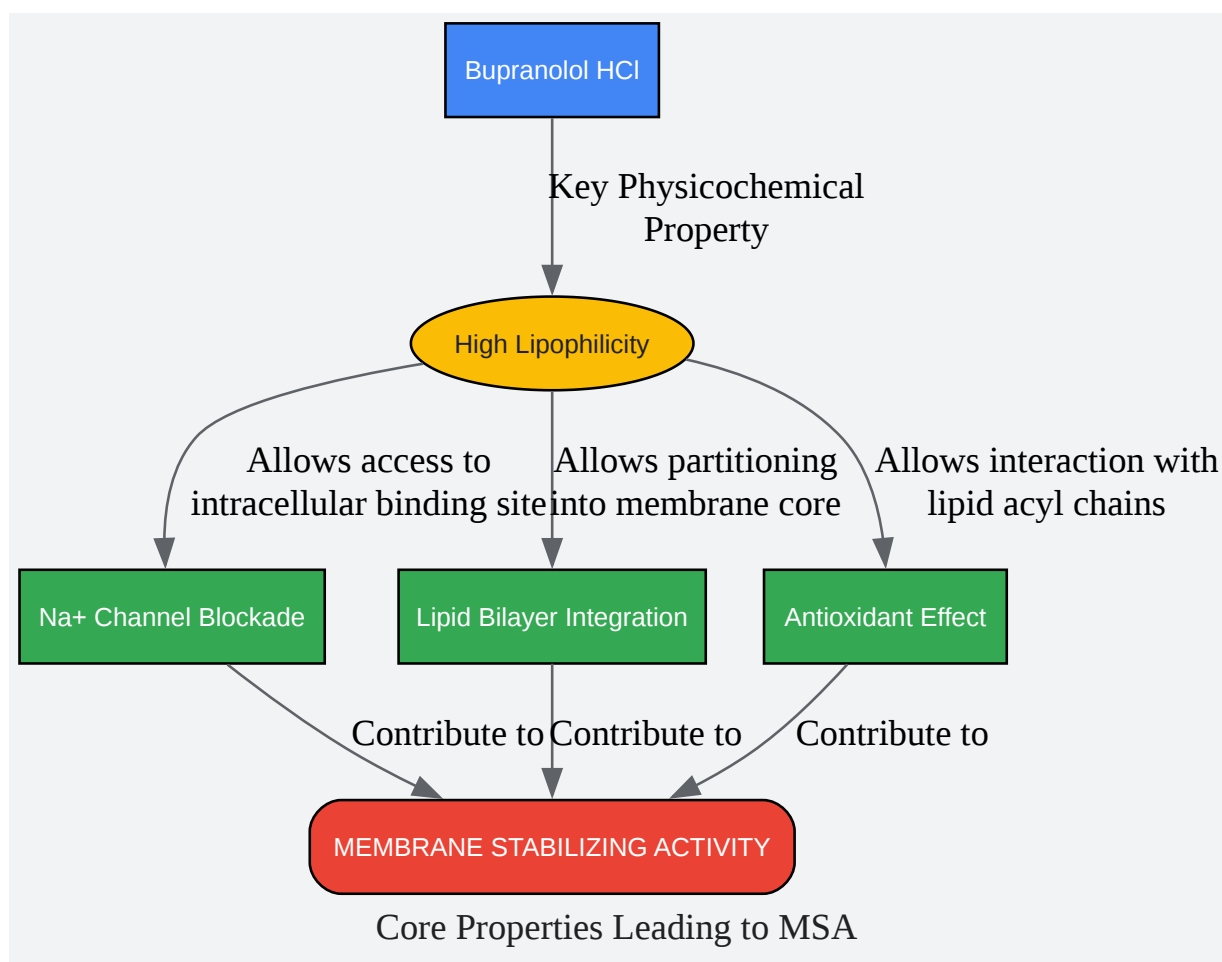 Bupranolol HCl
Key Physicochemical
Property
High Lipophilicity
Allows access to
intracellular binding site
Allows partitioning
into membrane core
Allows interaction with
lipid acyl chains
Na+ Channel Blockade
Lipid Bilayer Integration
Antioxidant Effect
Contribute to
Contribute to
Contribute to
MEMBRANE STABILIZING ACTIVITY
Core Properties Leading to MSA